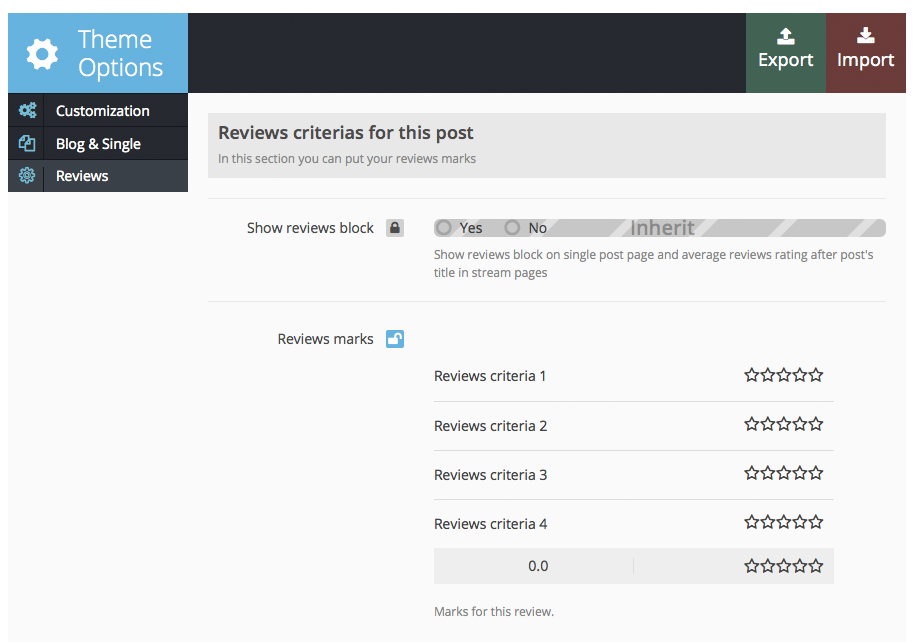 Theme
Options
Export
Import
Customization
Blog & Single
Reviews
Reviews criterias for this post
In this section you can put your reviews marks
Show reviews block
Yes
No
Inherit
Show reviews block on single post page and average reviews rating after post's
title in stream pages
Reviews marks
Reviews criteria 1
Reviews criteria 2
Reviews criteria 3
Reviews criteria 4
0.0
Marks for this review.